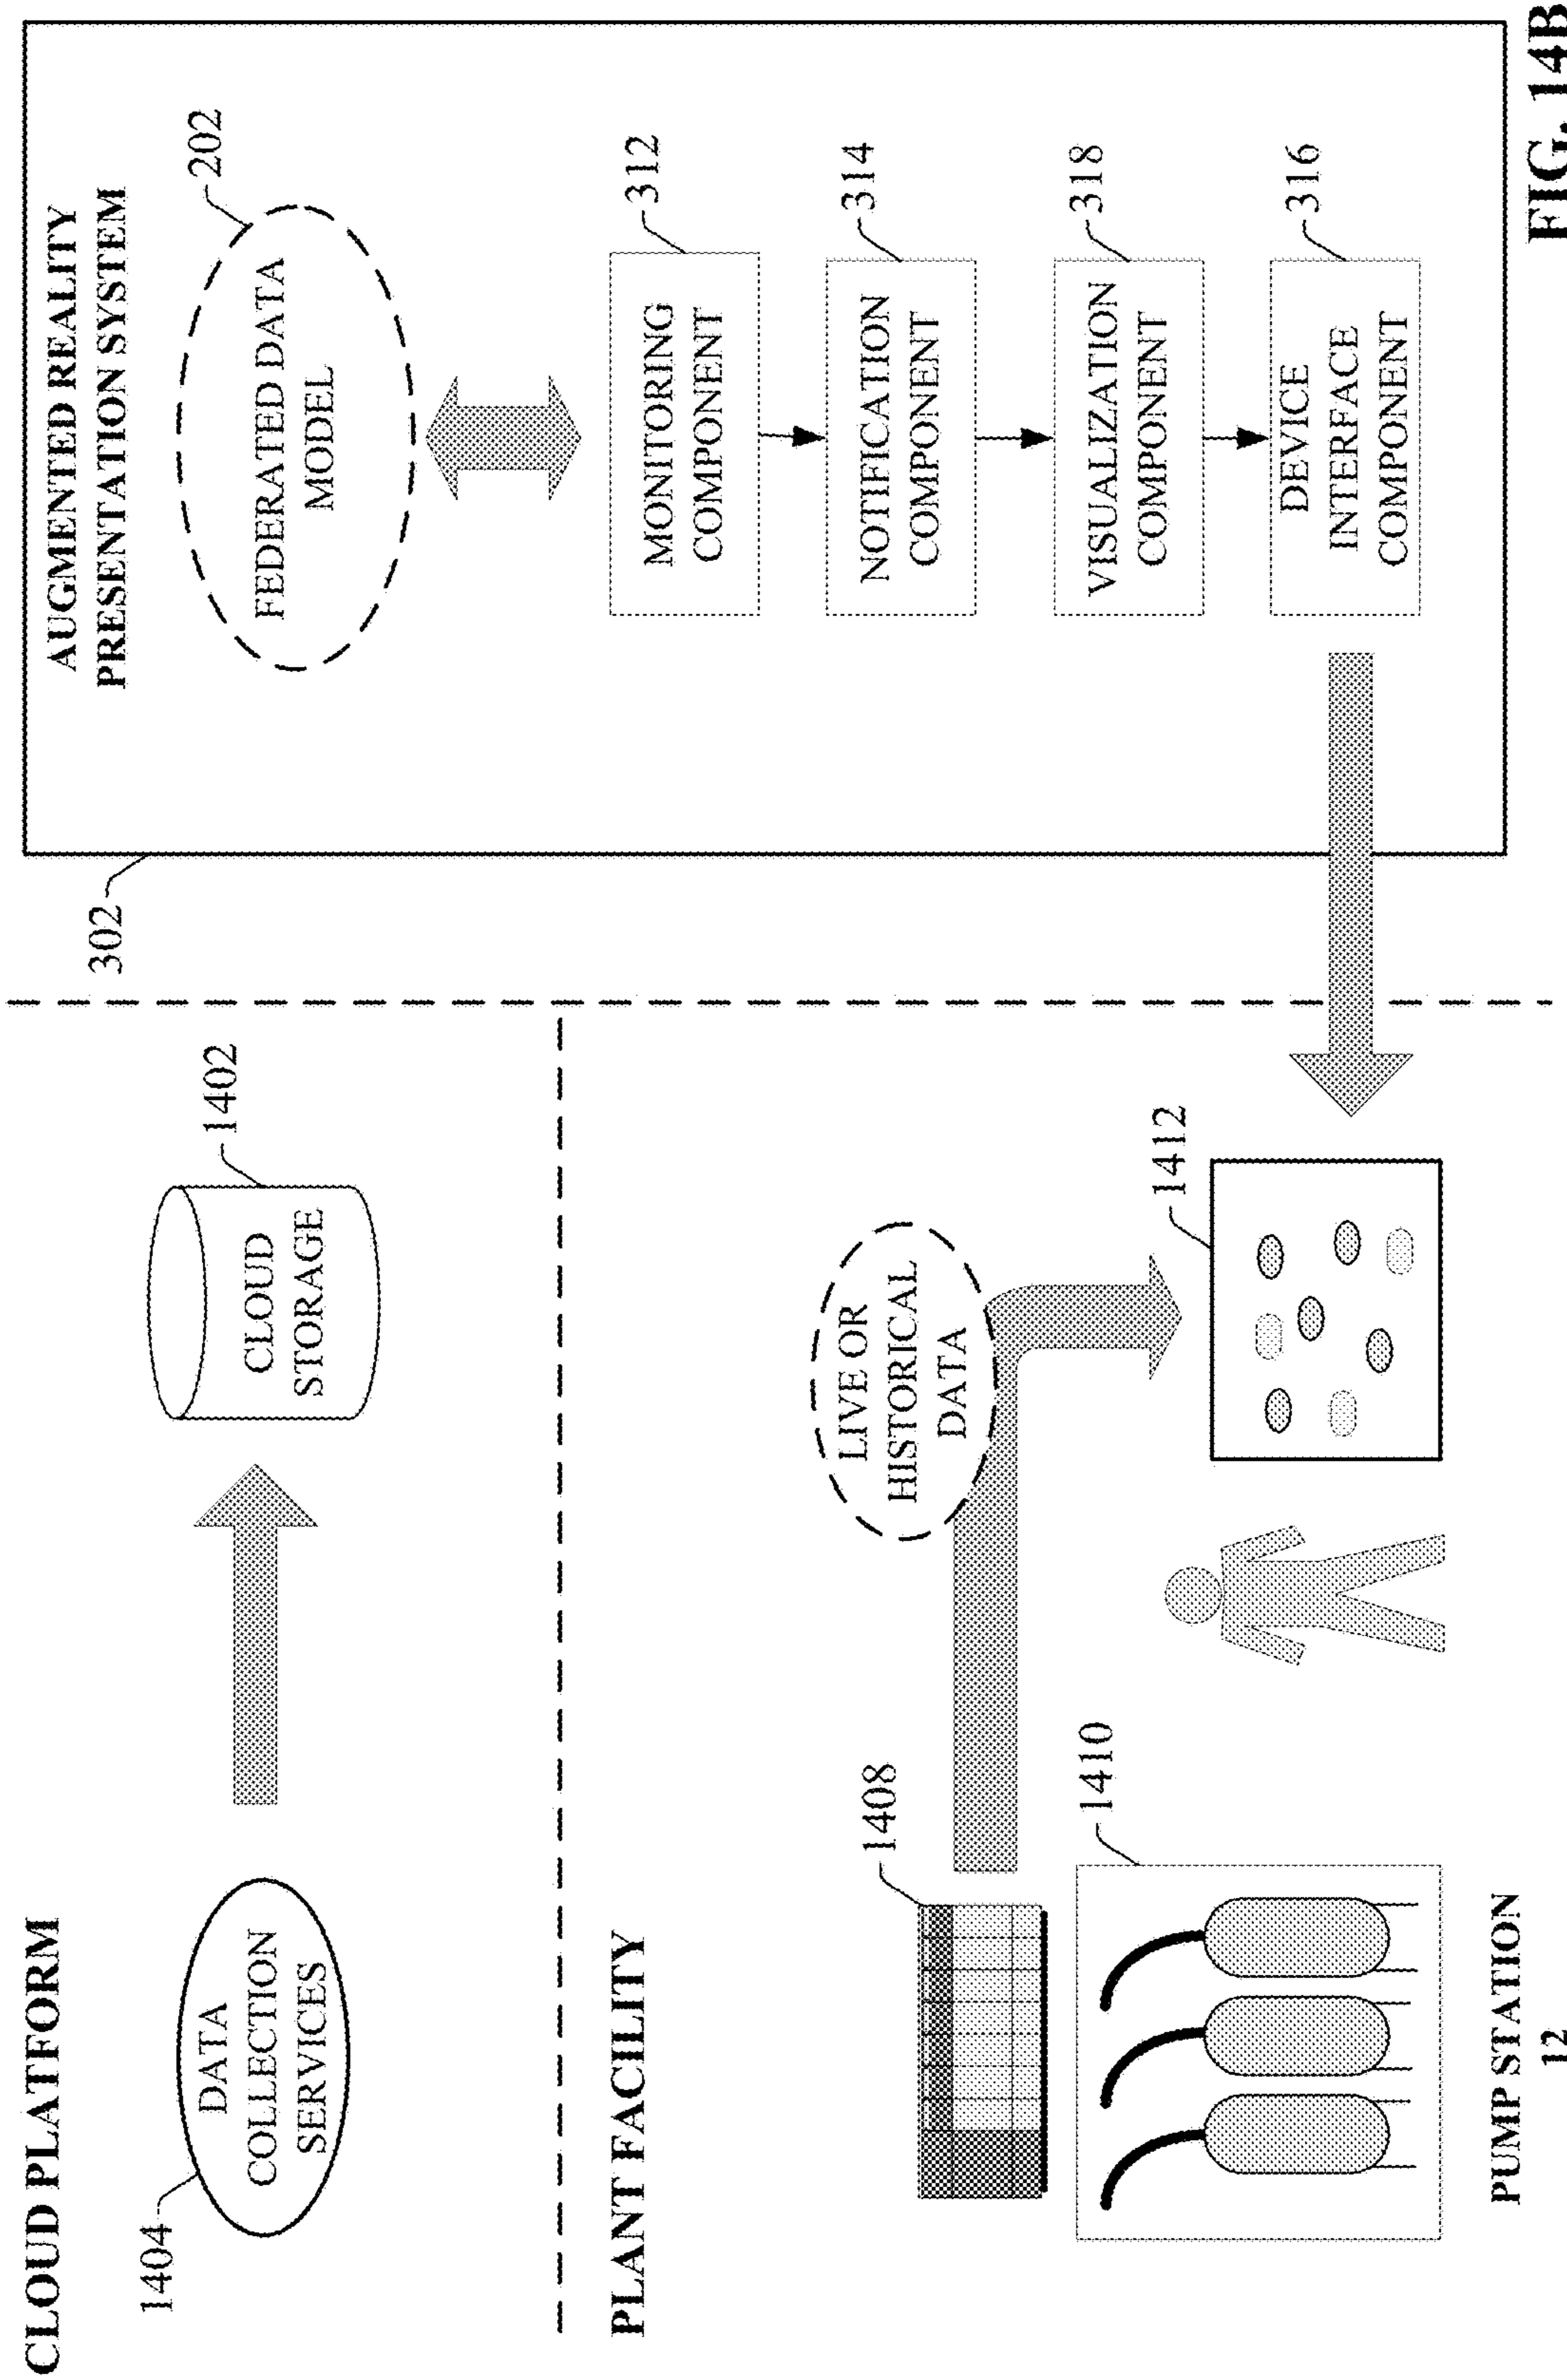 CLOUD PLATFORM
1404
DATA
COLLECTION
SERVICES
1402
CLOUD
STORAGE
PLANT FACILITY
LIVE OR
HISTORICAL
DATA
1408
1410
1412
PUMP STATION
12
302
AUGMENTED REALITY
PRESENTATION SYSTEM
202
FEDERATED DATA
MODEL
312
MONITORING
COMPONENT
314
NOTIFICATION
COMPONENT
318
VISUALIZATION
COMPONENT
316
DEVICE
INTERFACE
COMPONENT
FIG. 14B